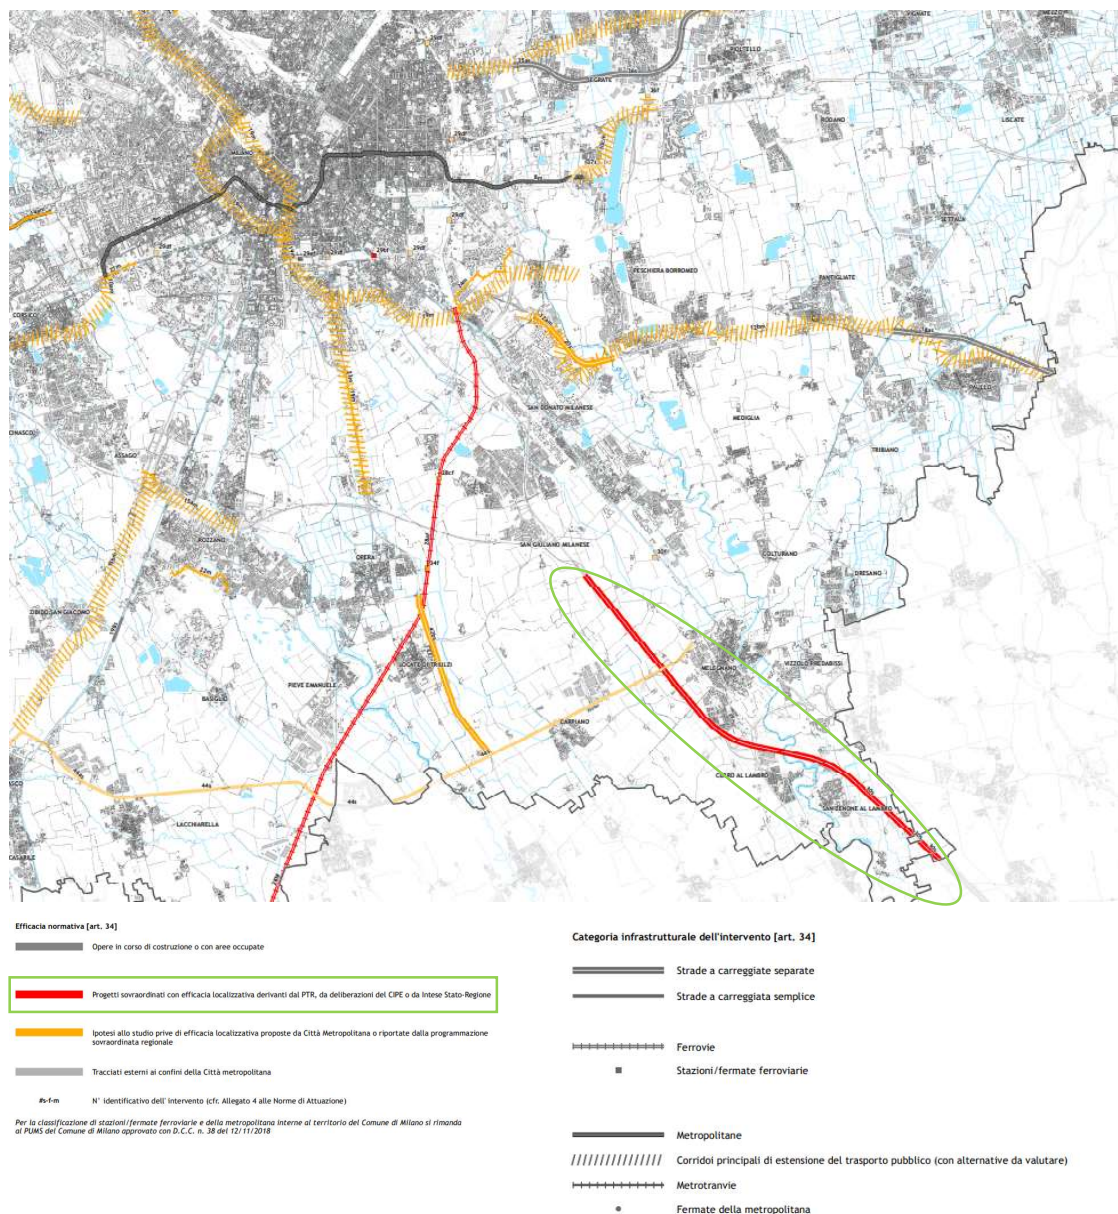 VIGNATE
PIOLTELLO
SEGRATE
RODANO
LISCATE
MILANO
SETTALA
PESCHIERA BORROMEO
PANTIGLIATE
CORSICO
PAULLO
SAN DONATO MILANESE
MEDIGLIA
TRIBIANO
ASSAGO
ROZZANO
SAN GIULIANO MILANESE
OPERA
COLTURANO
DRESANO
ZIBIDO SAN GIACOMO
LOCATE DI TRIULZI
MELEGNANO
VIZZOLO PREDABISSI
PIEVE EMANUELE
BASIGLIO
CARPIANO
CERRO AL LAMBRO
SAN ZENONE AL LAMBRO
LACCHIARELLA
CASARILE
44s
44s
Efficacia normativa [art. 34]
Opere in corso di costruzione o con aree occupate
Progetti sovraordinati con efficacia localizzativa derivanti dal PTR, da deliberazioni del CIPE o da Intese Stato-Regione
Ipotesi allo studio prive di efficacia localizzativa proposte da Città Metropolitana o riportate dalla programmazione
sovraordinata regionale
Tracciati esterni ai confini della Città metropolitana
#s-f-m N° identificativo dell'intervento (cfr. Allegato 4 alle Norme di Attuazione)
Per la classificazione di stazioni/fermate ferroviarie e della metropolitana interne al territorio del Comune di Milano si rimanda
al PUMS del Comune di Milano approvato con D.C.C. n. 38 del 12/11/2018
Categoria infrastrutturale dell'intervento [art. 34]
Strade a carreggiate separate
Strade a carreggiata semplice
Ferrovie
Stazioni/fermate ferroviarie
Metropolitane
Corridoi principali di estensione del trasporto pubblico (con alternative da valutare)
Metrotranvie
Fermate della metropolitana